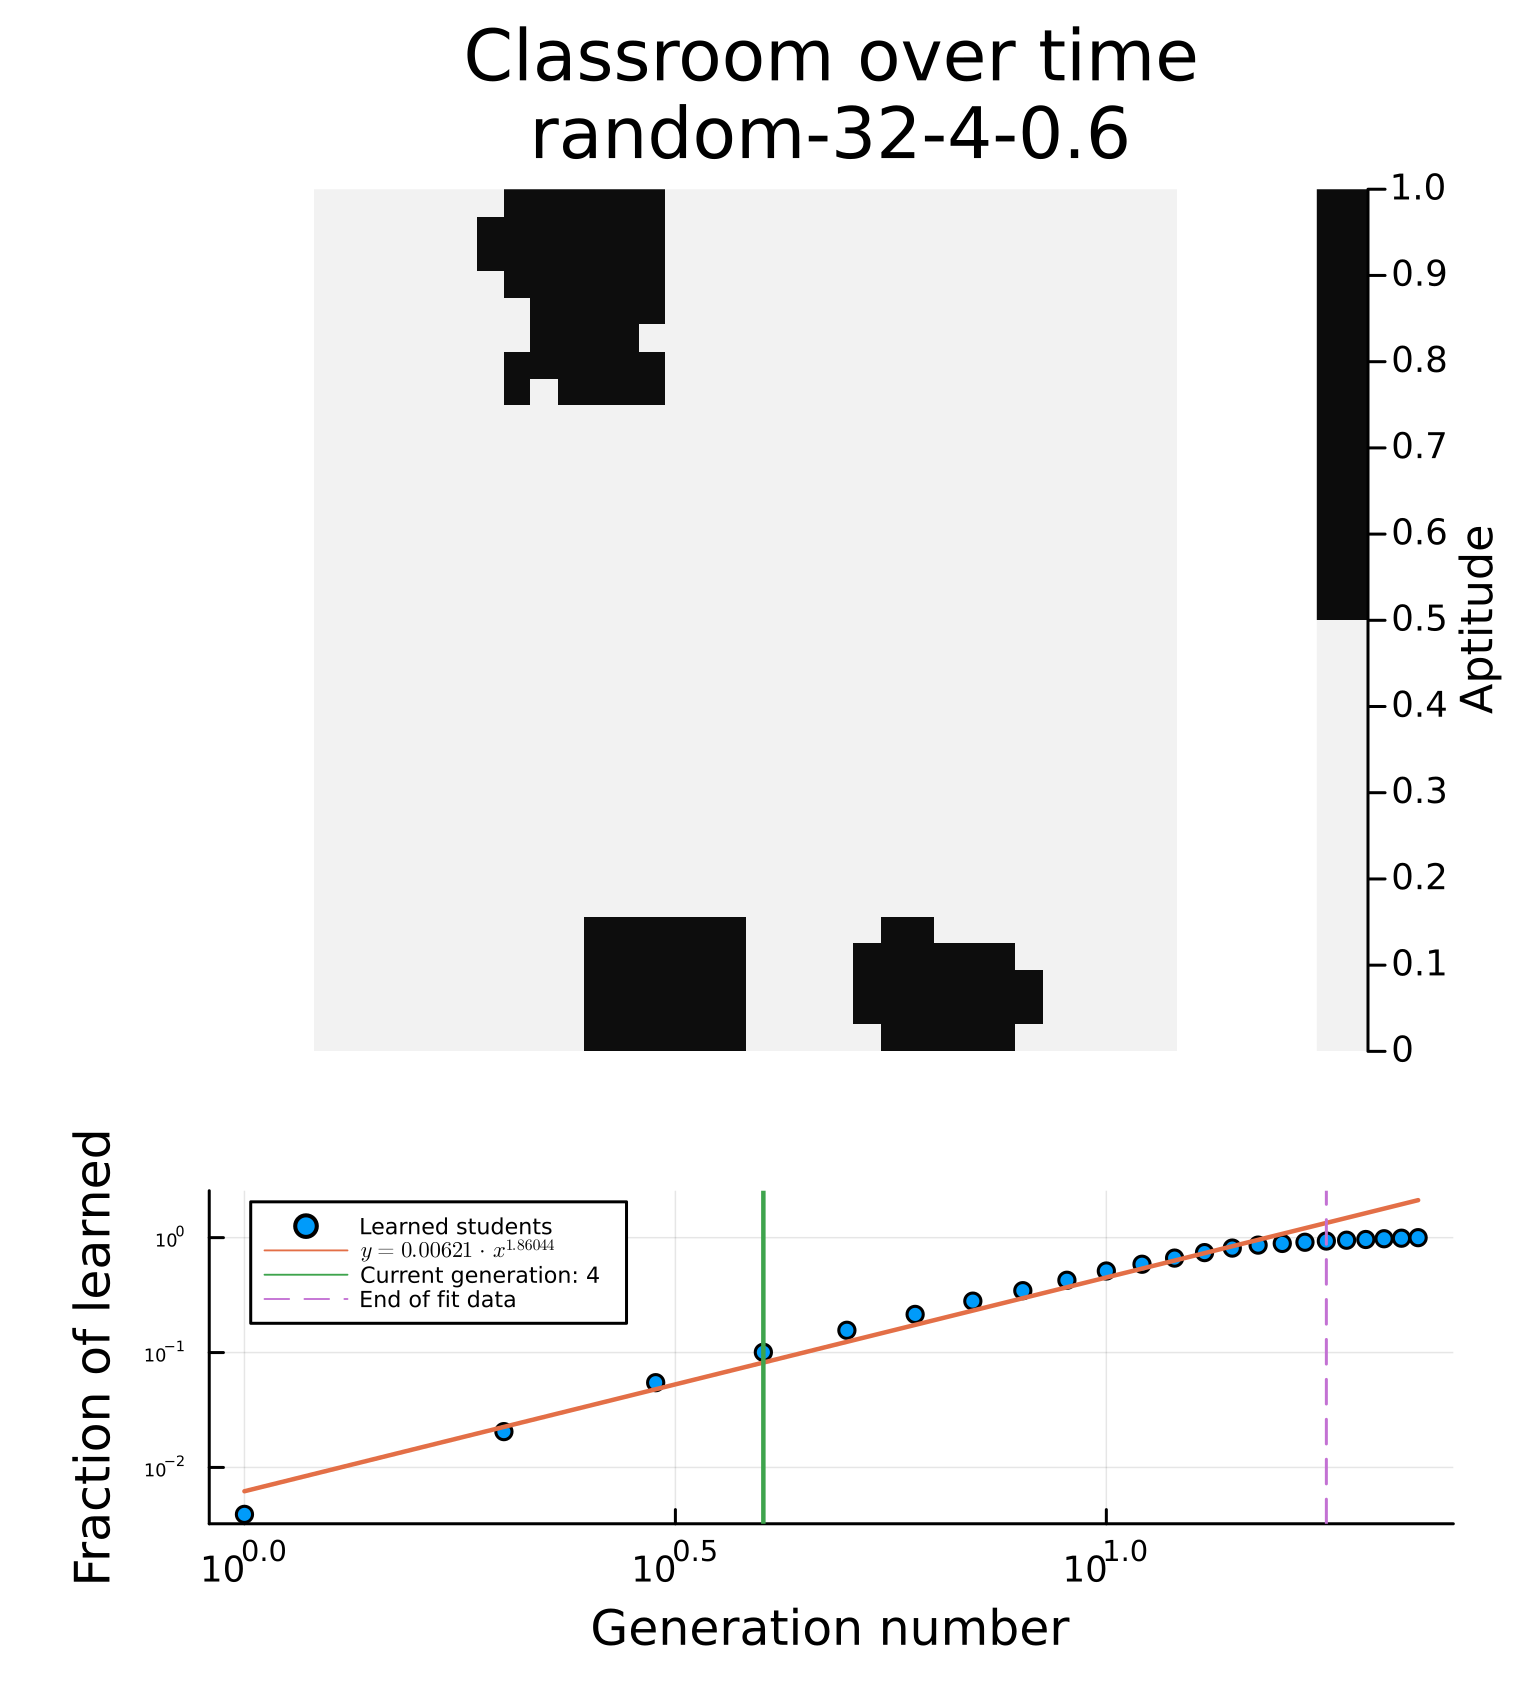 Classroom over time
random-32-4-0.6
1.0
0.9
0.8
0.7
0.6
0.5
0.4
0.3
0.2
0.1
0
Aptitude
Fraction of learned
10⁰
10⁻¹
10⁻²
Learned students
y = 0.00621 · x^1.86044
Current generation: 4
End of fit data
10^0.0
10^0.5
10^1.0
Generation number